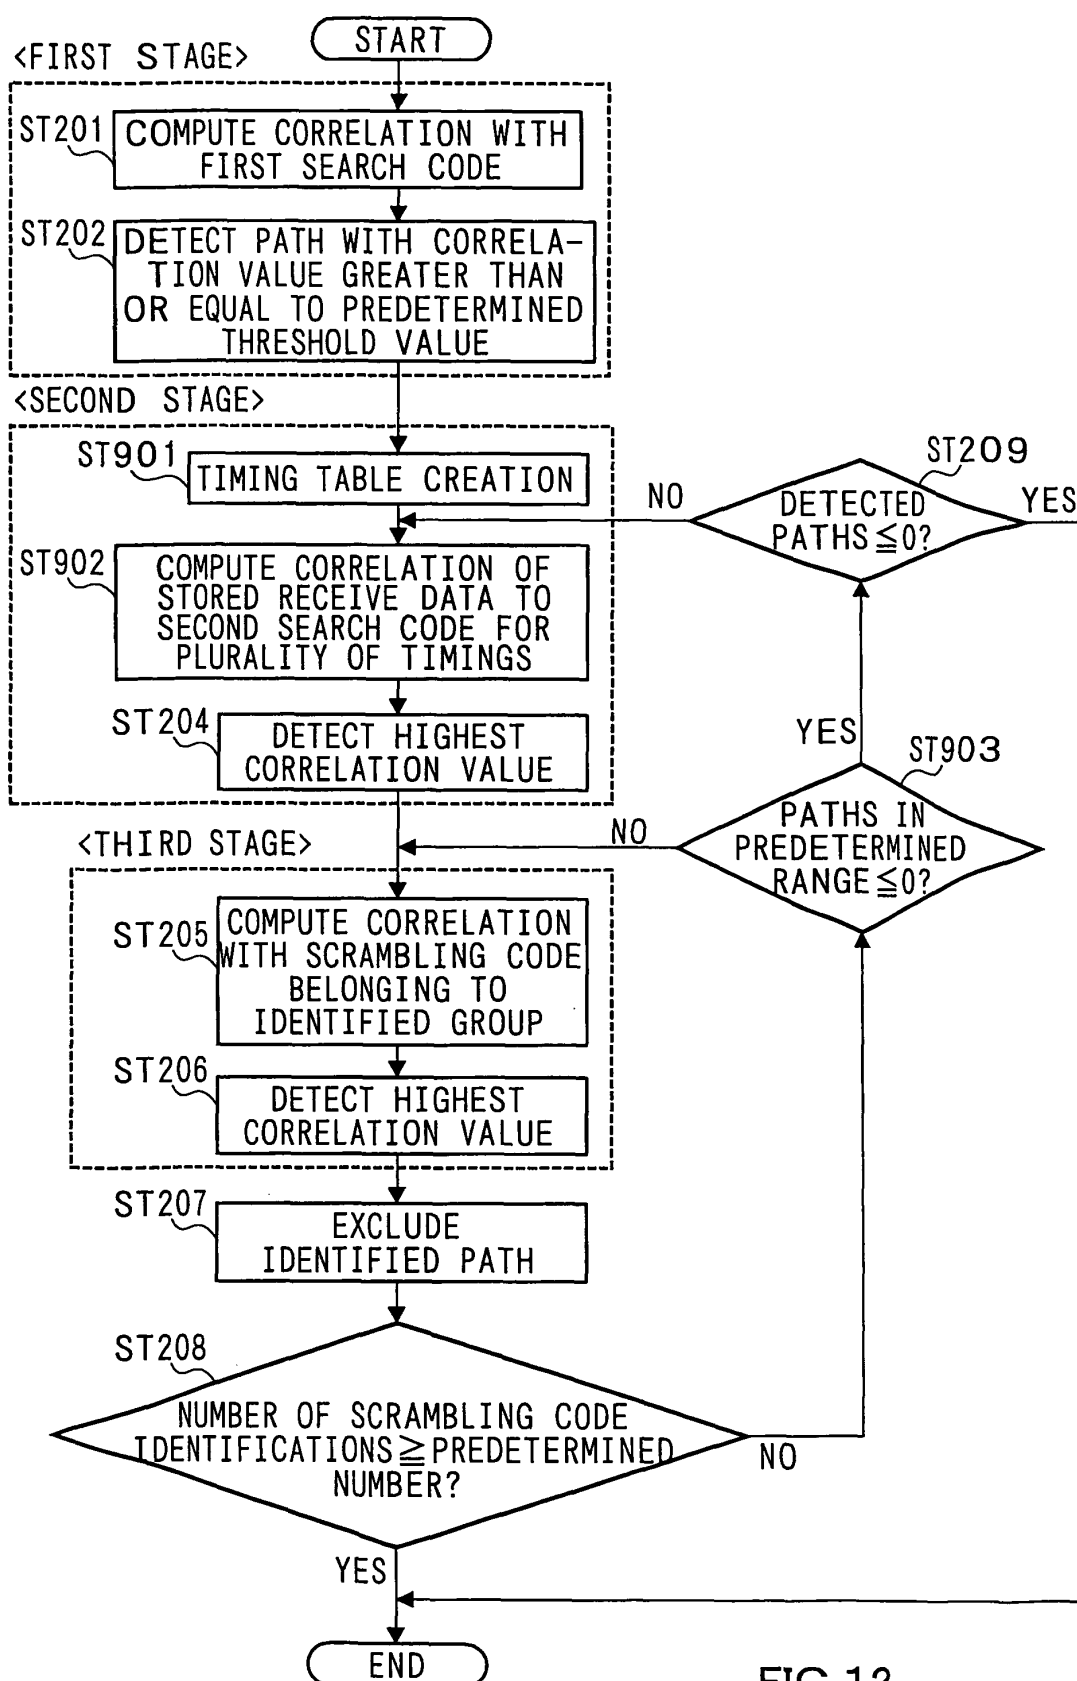 START
<FIRST STAGE>
ST201
COMPUTE CORRELATION WITH
FIRST SEARCH CODE
ST202
DETECT PATH WITH CORRELA-
TION VALUE GREATER THAN
OR EQUAL TO PREDETERMINED
THRESHOLD VALUE
<SECOND STAGE>
ST901
TIMING TABLE CREATION
ST209
DETECTED
PATHS≦0?
NO
YES
ST902
COMPUTE CORRELATION OF
STORED RECEIVE DATA TO
SECOND SEARCH CODE FOR
PLURALITY OF TIMINGS
ST204
DETECT HIGHEST
CORRELATION VALUE
YES
ST903
PATHS IN
PREDETERMINED
RANGE≦0?
NO
<THIRD STAGE>
ST205
COMPUTE CORRELATION
WITH SCRAMBLING CODE
BELONGING TO
IDENTIFIED GROUP
ST206
DETECT HIGHEST
CORRELATION VALUE
ST207
EXCLUDE
IDENTIFIED PATH
ST208
NUMBER OF SCRAMBLING CODE
IDENTIFICATIONS≧PREDETERMINED
NUMBER?
NO
YES
END